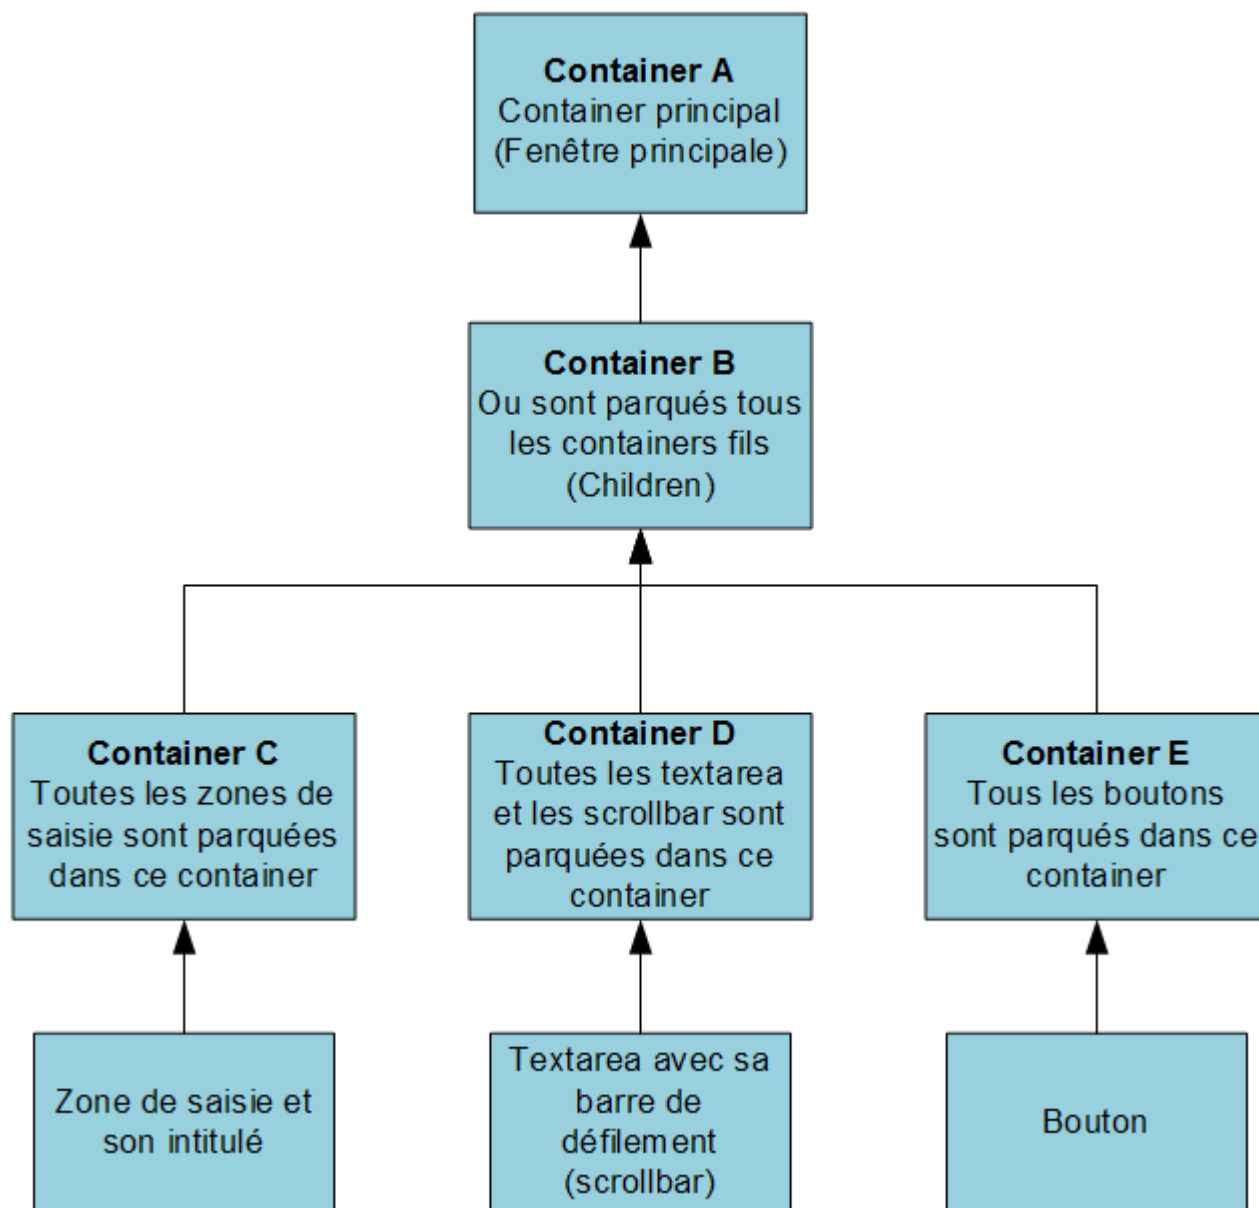 Container A
Container principal
(Fenêtre principale)
Container B
Ou sont parqués tous
les containers fils
(Children)
Container C
Toutes les zones de
saisie sont parquées
dans ce container
Container D
Toutes les textarea
et les scrollbar sont
parquées dans ce
container
Container E
Tous les boutons
sont parqués dans ce
container
Zone de saisie et
son intitulé
Textarea avec sa
barre de
défilement
(scrollbar)
Bouton